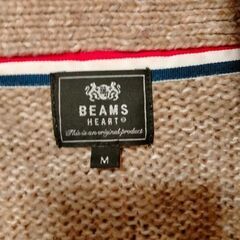 BEAMS
HEART
This is an original product
M